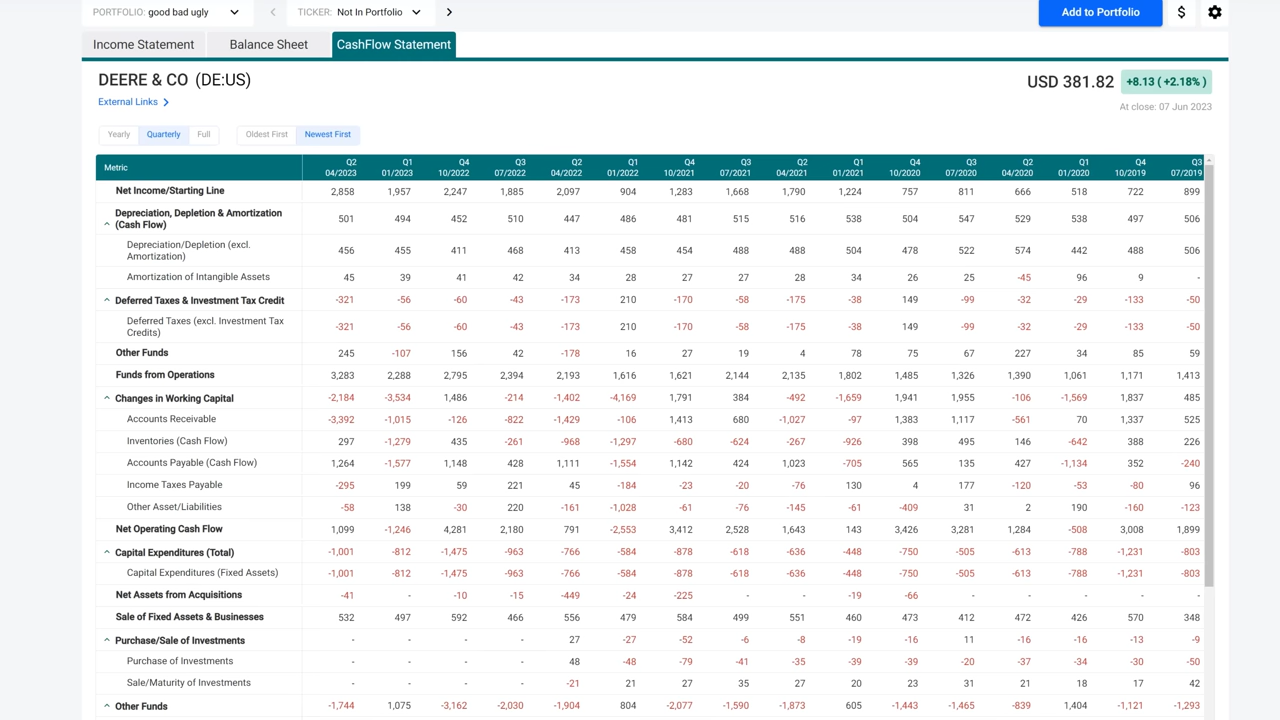 PORTFOLIO: good bad ugly TICKER: Not In Portfolio Add to Portfolio $
Income Statement Balance Sheet CashFlow Statement
DEERE & CO (DE:US) USD 381.82 +8.13 ( +2.18% )
External Links At close: 07 Jun 2023
Yearly Quarterly Full Oldest First Newest First
Metric Q2 04/2023 Q1 01/2023 Q4 10/2022 Q3 07/2022 Q2 04/2022 Q1 01/2022 Q4 10/2021 Q3 07/2021 Q2 04/2021 Q1 01/2021 Q4 10/2020 Q3 07/2020 Q2 04/2020 Q1 01/2020 Q4 10/2019 Q3 07/2019
Net Income/Starting Line 2,858 1,957 2,247 1,885 2,097 904 1,283 1,668 1,790 1,224 757 811 666 518 722 899
Depreciation, Depletion & Amortization (Cash Flow) 501 494 452 510 447 486 481 515 516 538 504 547 529 538 497 506
Depreciation/Depletion (excl. Amortization) 456 455 411 468 413 458 454 488 488 504 478 522 574 442 488 506
Amortization of Intangible Assets 45 39 41 42 34 28 27 27 28 34 26 25 -45 96 9 -
Deferred Taxes & Investment Tax Credit -321 -56 -60 -43 -173 210 -170 -58 -175 -38 149 -99 -32 -29 -133 -50
Deferred Taxes (excl. Investment Tax Credits) -321 -56 -60 -43 -173 210 -170 -58 -175 -38 149 -99 -32 -29 -133 -50
Other Funds 245 -107 156 42 -178 16 27 19 4 78 75 67 227 34 85 59
Funds from Operations 3,283 2,288 2,795 2,394 2,193 1,616 1,621 2,144 2,135 1,802 1,485 1,326 1,390 1,061 1,171 1,413
Changes in Working Capital -2,184 -3,534 1,486 -214 -1,402 -4,169 1,791 384 -492 -1,659 1,941 1,955 -106 -1,569 1,837 485
Accounts Receivable -3,392 -1,015 -126 -822 -1,429 -106 1,413 680 -1,027 -97 1,383 1,117 -561 70 1,337 525
Inventories (Cash Flow) 297 -1,279 435 -261 -968 -1,297 -680 -624 -267 -926 398 495 146 -642 388 226
Accounts Payable (Cash Flow) 1,264 -1,577 1,148 428 1,111 -1,554 1,142 424 1,023 -705 565 135 427 -1,134 352 -240
Income Taxes Payable -295 199 59 221 45 -184 -23 -20 -76 130 4 177 -120 -53 -80 96
Other Asset/Liabilities -58 138 -30 220 -161 -1,028 -61 -76 -145 -61 -409 31 2 190 -160 -123
Net Operating Cash Flow 1,099 -1,246 4,281 2,180 791 -2,553 3,412 2,528 1,643 143 3,426 3,281 1,284 -508 3,008 1,899
Capital Expenditures (Total) -1,001 -812 -1,475 -963 -766 -584 -878 -618 -636 -448 -750 -505 -613 -788 -1,231 -803
Capital Expenditures (Fixed Assets) -1,001 -812 -1,475 -963 -766 -584 -878 -618 -636 -448 -750 -505 -613 -788 -1,231 -803
Net Assets from Acquisitions -41 - -10 -15 -449 -24 -225 - - -19 -66 - - - - -
Sale of Fixed Assets & Businesses 532 497 592 466 556 479 584 499 551 460 473 412 472 426 570 348
Purchase/Sale of Investments - - - - 27 -27 -52 -6 -8 -19 -16 11 -16 -16 -13 -9
Purchase of Investments - - - - 48 -48 -79 -41 -35 -39 -39 -20 -37 -34 -30 -50
Sale/Maturity of Investments - - - - -21 21 27 35 27 20 23 31 21 18 17 42
Other Funds -1,744 1,075 -3,162 -2,030 -1,904 804 -2,077 -1,590 -1,873 605 -1,443 -1,465 -839 1,404 -1,121 -1,293